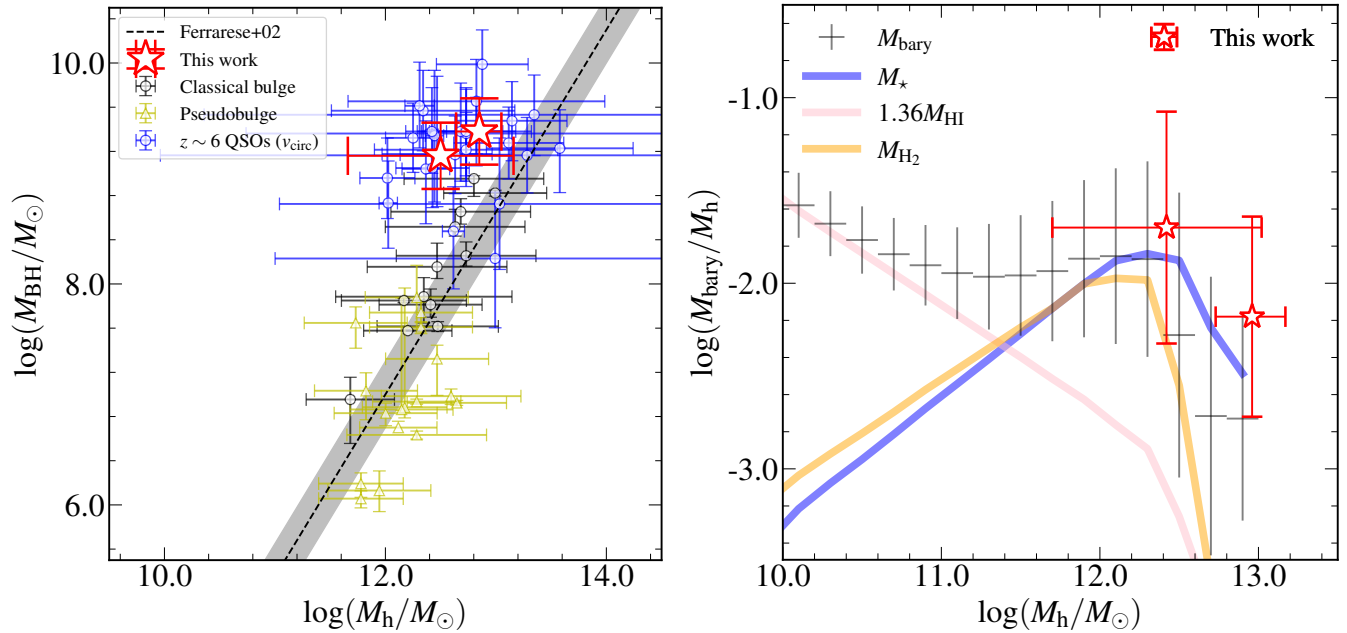 Ferrarese+02
This work
Classical bulge
Pseudobulge
z ∼ 6 QSOs (v_circ)
10.0
8.0
6.0
log(M_BH/M_⊙)
10.0 12.0 14.0
log(M_h/M_⊙)
M_bary
M_⋆
1.36M_HI
M_H₂
This work
-1.0
-2.0
-3.0
log(M_bary/M_h)
10.0 11.0 12.0 13.0
log(M_h/M_⊙)